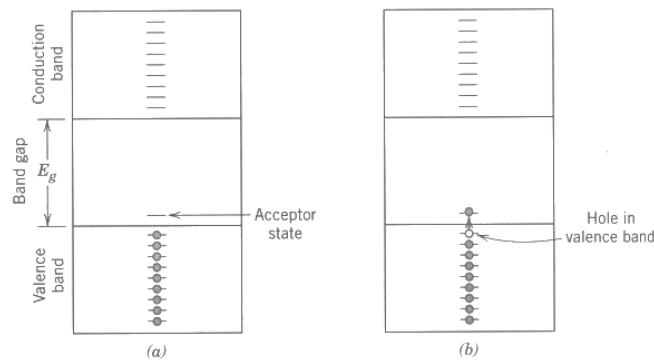 Conduction
band
Band gap
E_g
Valence
band
Acceptor
state
(a)
Hole in
valence band
(b)